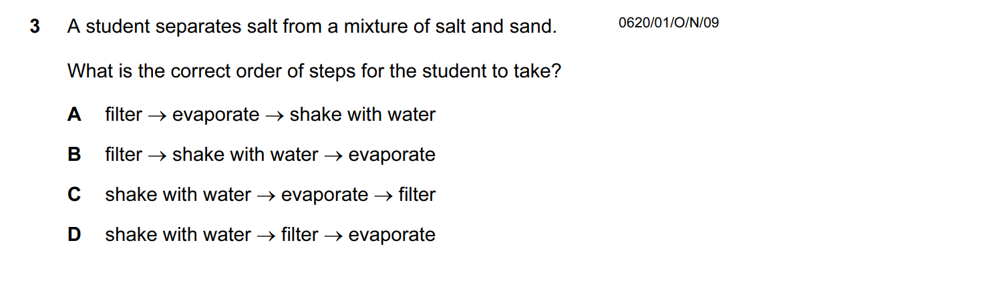 3 A student separates salt from a mixture of salt and sand. 0620/01/O/N/09
What is the correct order of steps for the student to take?
A filter → evaporate → shake with water
B filter → shake with water → evaporate
C shake with water → evaporate → filter
D shake with water → filter → evaporate